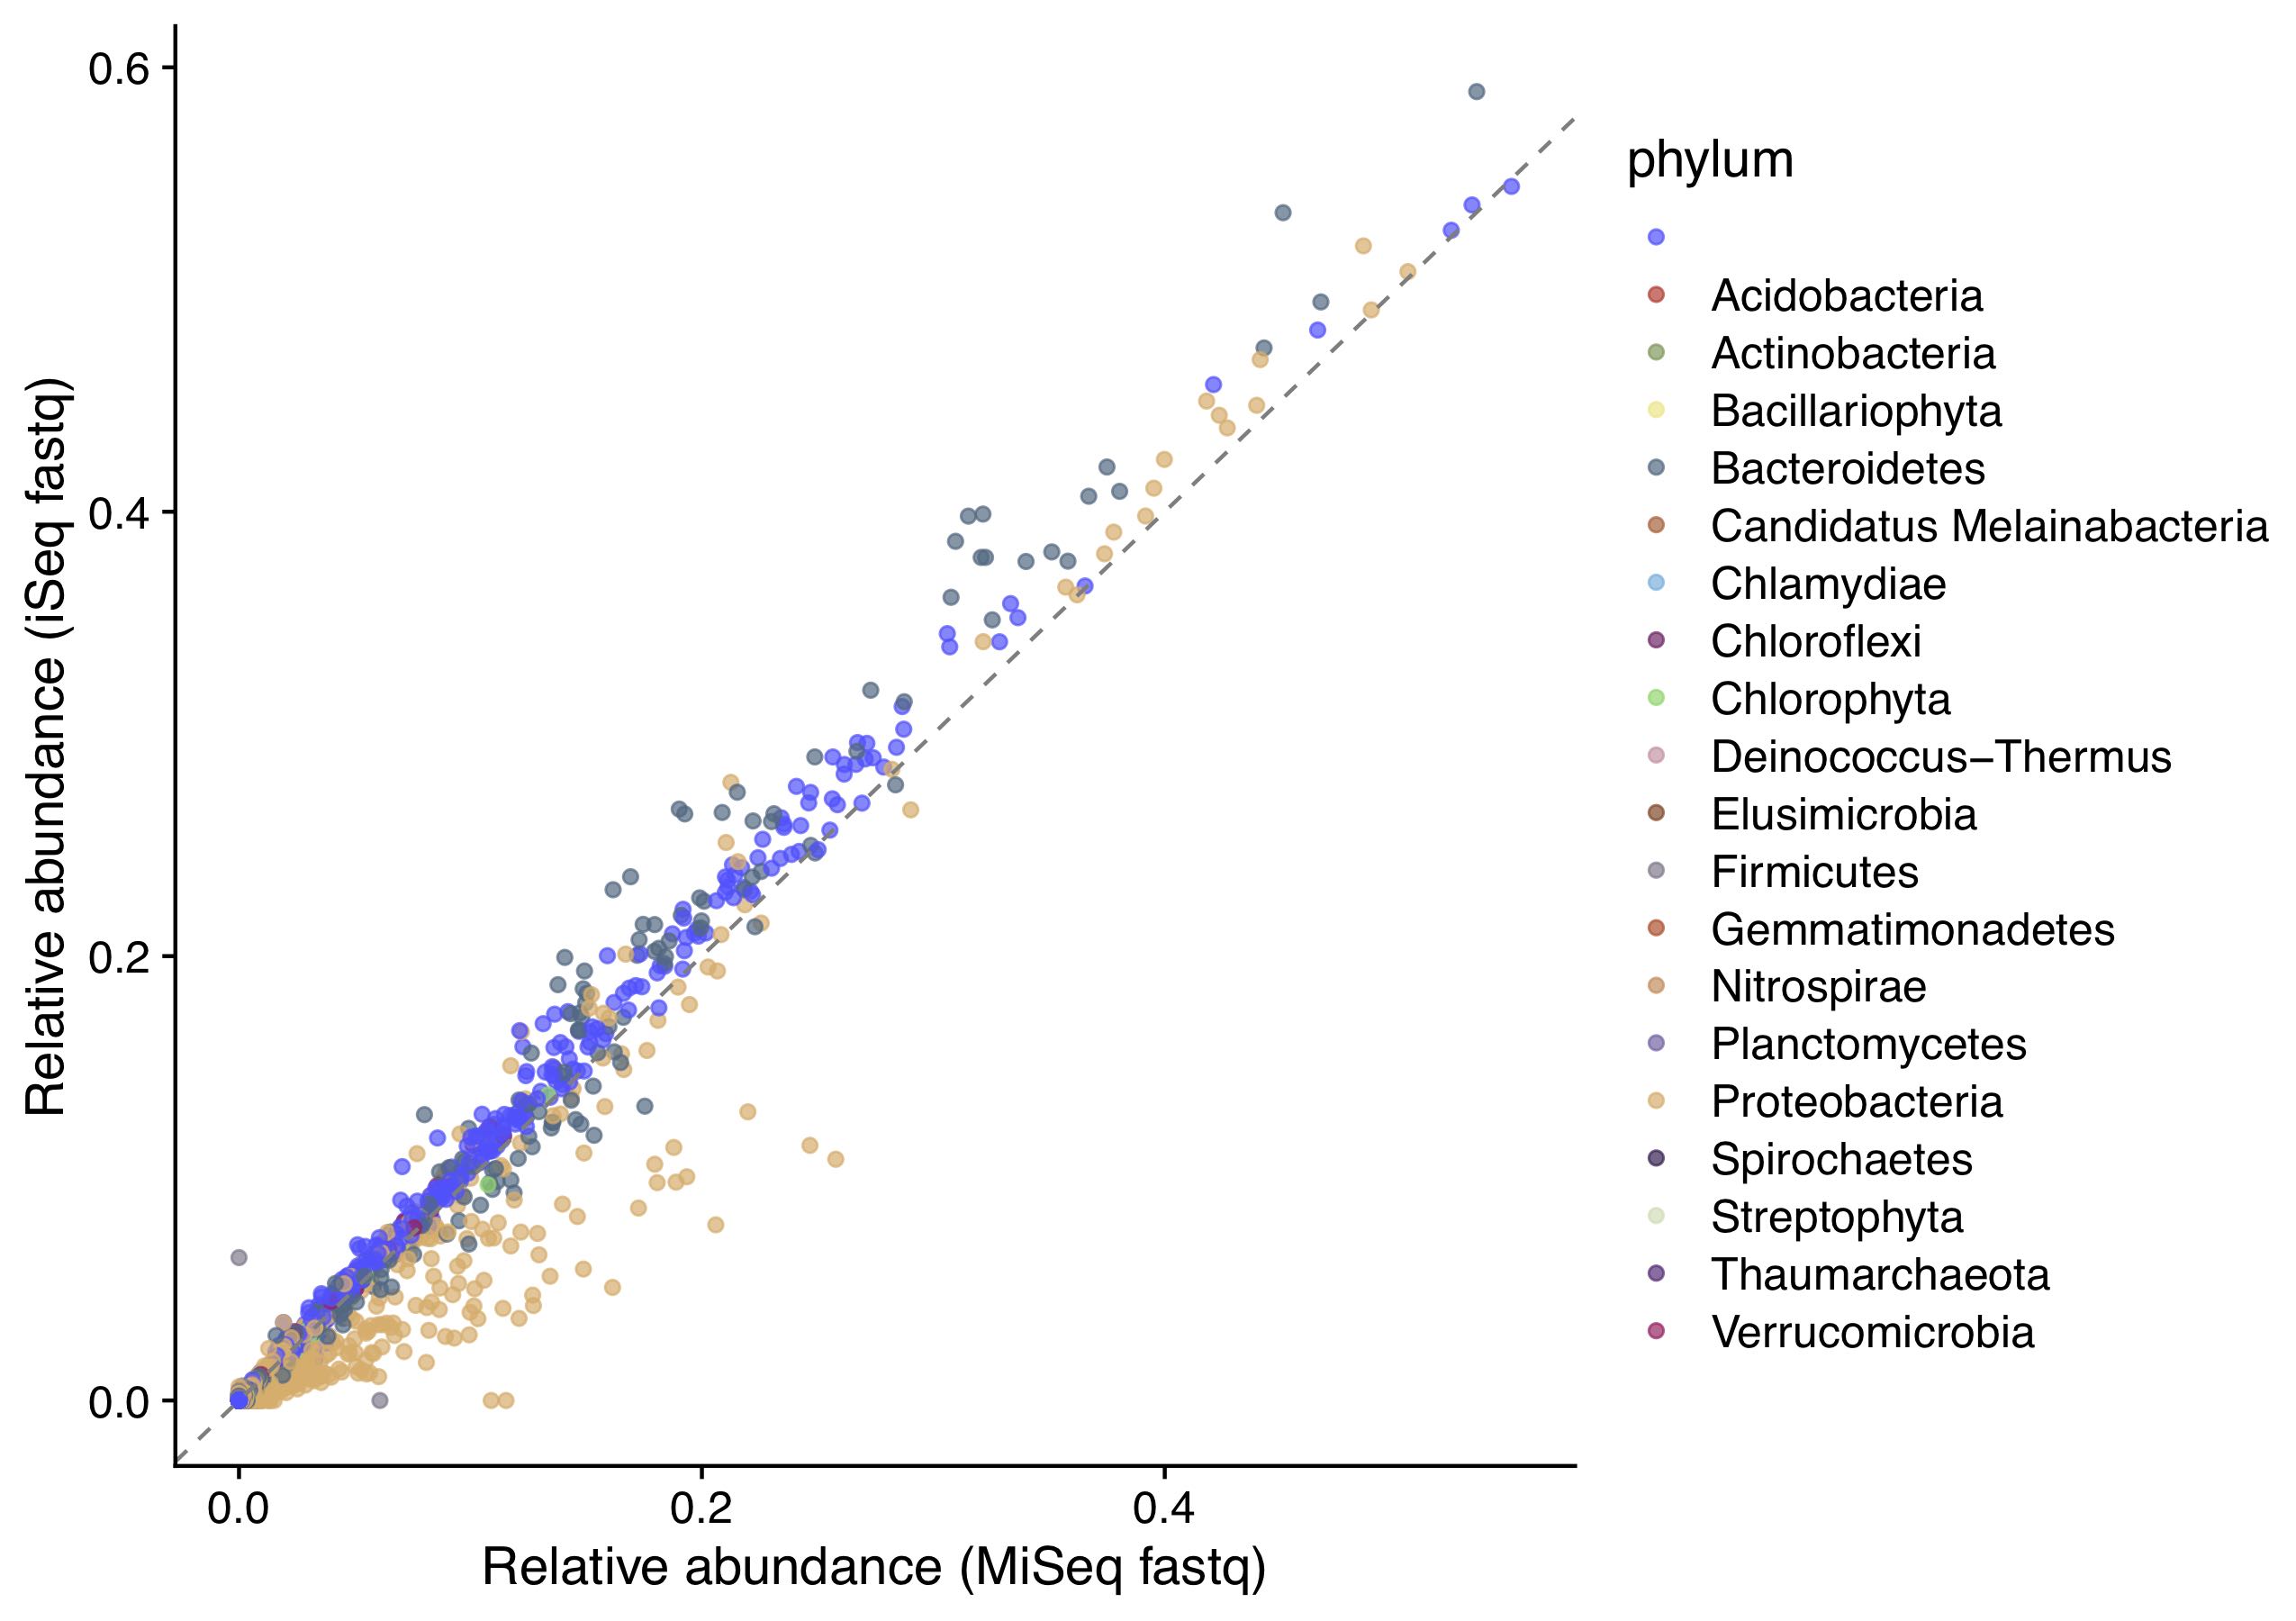 0.6
0.4
0.2
0.0
Relative abundance (iSeq fastq)
0.0
0.2
0.4
Relative abundance (MiSeq fastq)
phylum
Acidobacteria
Actinobacteria
Bacillariophyta
Bacteroidetes
Candidatus Melainabacteria
Chlamydiae
Chloroflexi
Chlorophyta
Deinococcus−Thermus
Elusimicrobia
Firmicutes
Gemmatimonadetes
Nitrospirae
Planctomycetes
Proteobacteria
Spirochaetes
Streptophyta
Thaumarchaeota
Verrucomicrobia